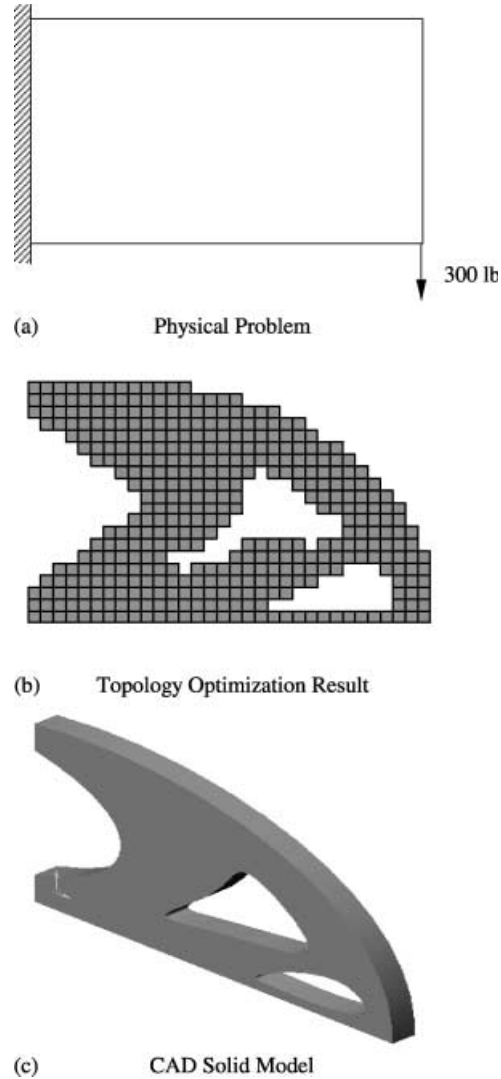 300 lb
(a) Physical Problem
(b) Topology Optimization Result
(c) CAD Solid Model